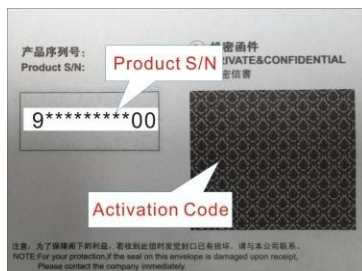 产品序列号:
Product S/N:
Product S/N
密函件
PRIVATE&CONFIDENTIAL
密信書
9*********00
Activation Code
注意: 为了保障阁下的利益, 若收到此信时发觉封口已有损坏, 请与本公司联系。
NOTE:For your protection,if the seal on this envelope is damaged upon receipt,
Please contact the company immediately.